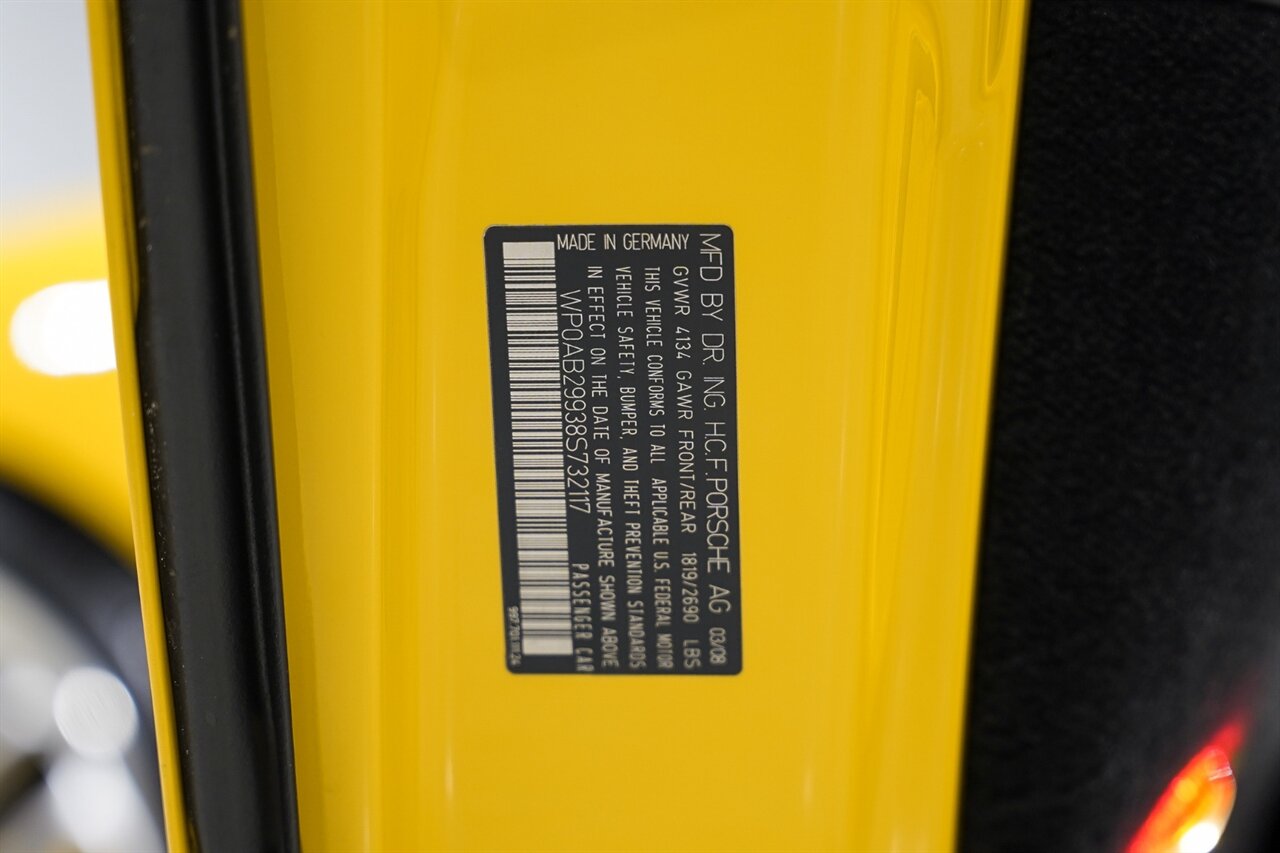 MFD BY DR. ING. H.C.F. PORSCHE AG 03/08
GVWR 4134 GAWR FRONT/REAR 1819/2690 LBS
THIS VEHICLE CONFORMS TO ALL APPLICABLE U.S. FEDERAL MOTOR
VEHICLE SAFETY, BUMPER, AND THEFT PREVENTION STANDARDS
IN EFFECT ON THE DATE OF MANUFACTURE SHOWN ABOVE
WP0AB29938S732117 PASSENGER CAR
MADE IN GERMANY